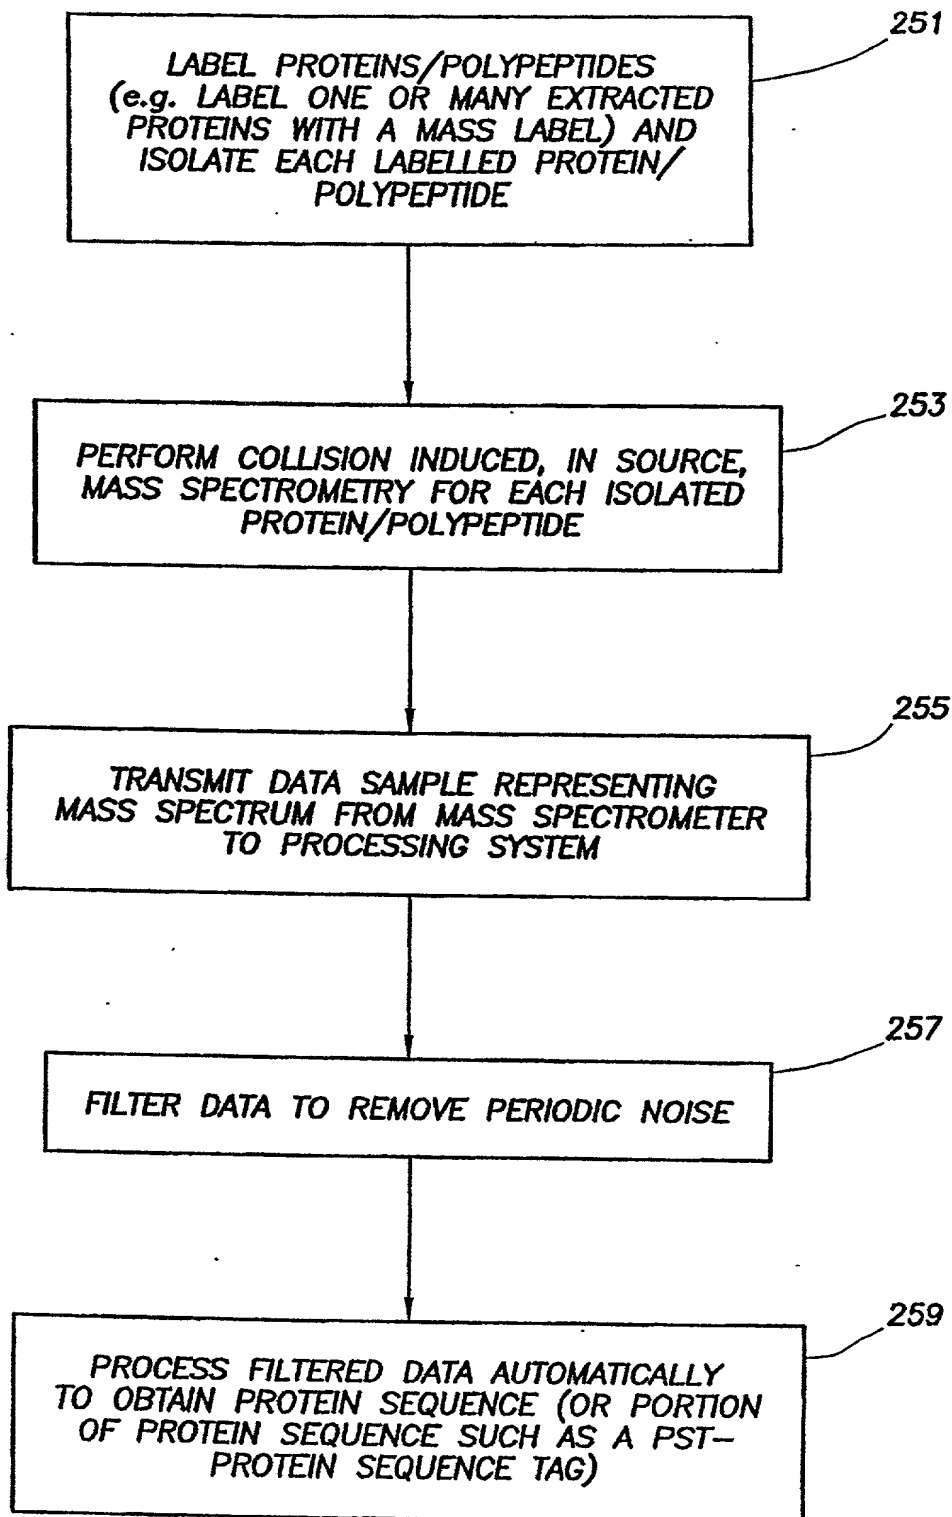 251
LABEL PROTEINS/POLYPEPTIDES
(e.g. LABEL ONE OR MANY EXTRACTED
PROTEINS WITH A MASS LABEL) AND
ISOLATE EACH LABELLED PROTEIN/
POLYPEPTIDE
253
PERFORM COLLISION INDUCED, IN SOURCE,
MASS SPECTROMETRY FOR EACH ISOLATED
PROTEIN/POLYPEPTIDE
255
TRANSMIT DATA SAMPLE REPRESENTING
MASS SPECTRUM FROM MASS SPECTROMETER
TO PROCESSING SYSTEM
257
FILTER DATA TO REMOVE PERIODIC NOISE
259
PROCESS FILTERED DATA AUTOMATICALLY
TO OBTAIN PROTEIN SEQUENCE (OR PORTION
OF PROTEIN SEQUENCE SUCH AS A PST-
PROTEIN SEQUENCE TAG)